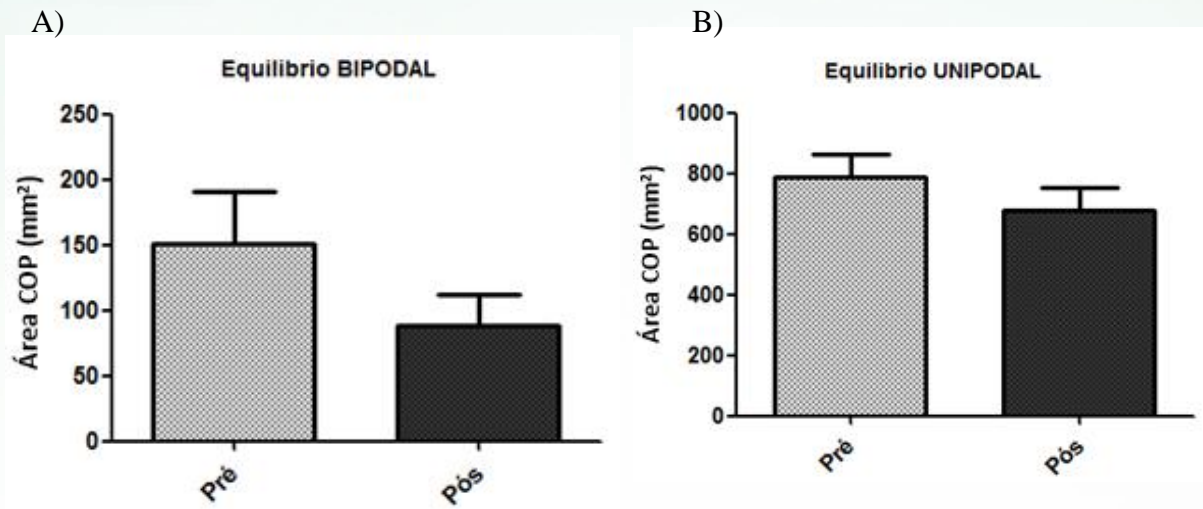 A)
Equilibrio BIPODAL
Área COP (mm²)
250
200
150
100
50
0
Pré
Pós
B)
Equilibrio UNIPODAL
Área COP (mm²)
1000
800
600
400
200
0
Pré
Pós